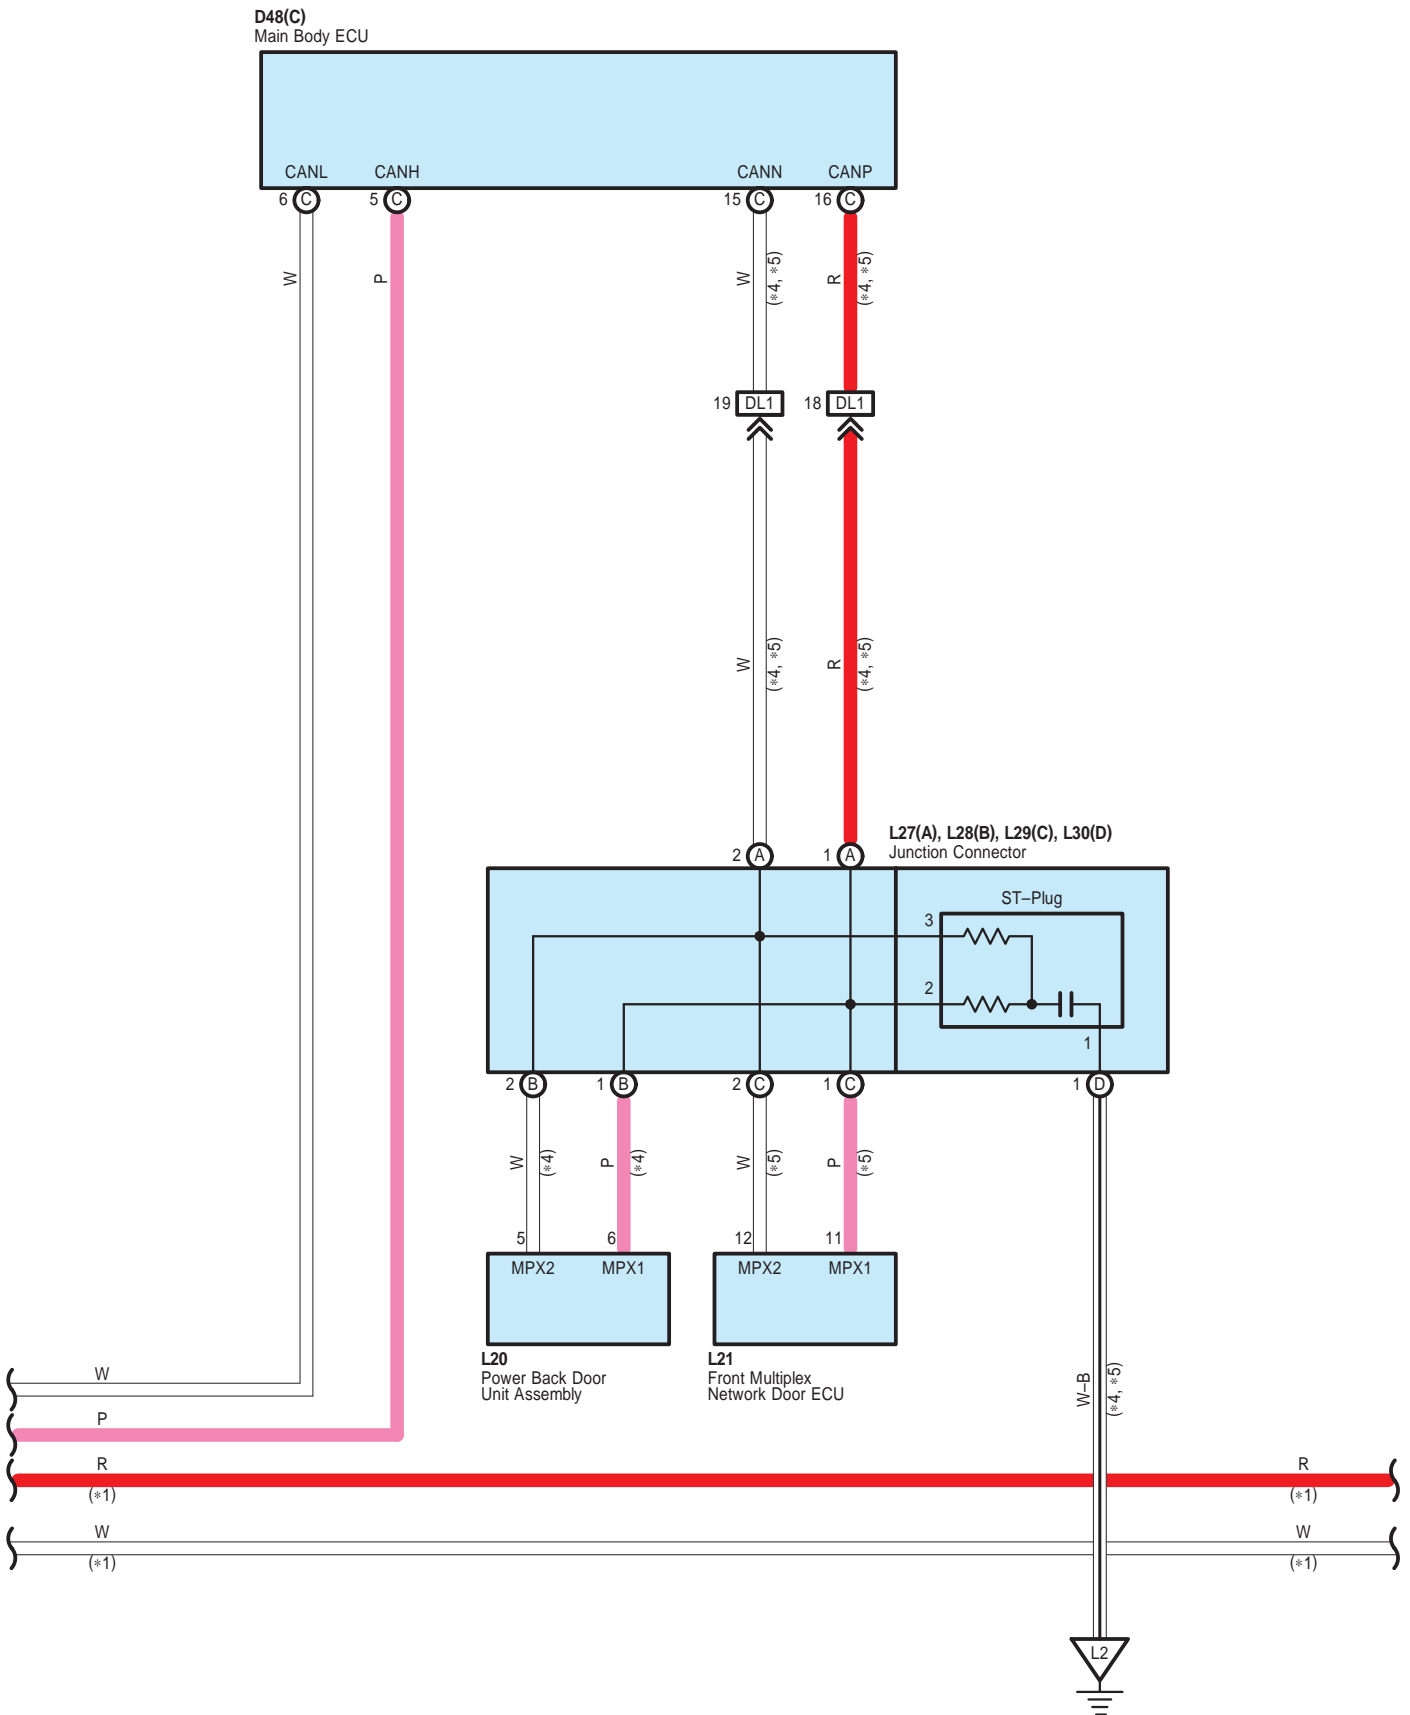 D48(C)
Main Body ECU
CANL CANH CANN CANP
6 C 5 C 15 C 16 C
W P W (*4, *5) R (*4, *5)
19 DL1 18 DL1
W (*4, *5) R (*4, *5)
L27(A), L28(B), L29(C), L30(D)
Junction Connector
2 A 1 A
ST–Plug
3
2
1
2 B 1 B 2 C 1 C 1 D
W (*4) P (*4) W (*5) P (*5)
5 6 12 11
MPX2 MPX1 MPX2 MPX1
L20
Power Back Door
Unit Assembly
L21
Front Multiplex
Network Door ECU
W–B (*4, *5)
W
P
R R
(*1) (*1)
W W
(*1) (*1)
L2